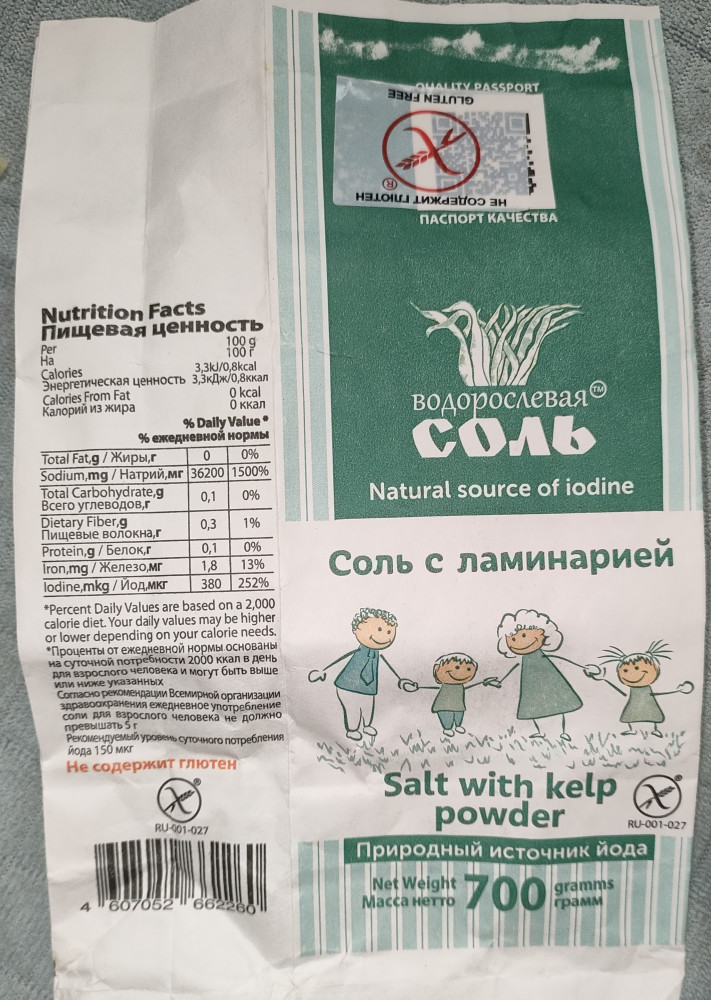 Nutrition Facts
Пищевая ценность
Per 100 g
На 100 г
Calories 3,3kJ/0,8kcal
Энергетическая ценность 3,3кДж/0,8ккал
Calories From Fat 0 kcal
Калорий из жира 0 ккал
% Daily Value*
% ежедневной нормы
Total Fat,g / Жиры,г 0 0%
Sodium,mg / Натрий,мг 36200 1500%
Total Carbohydrate,g
Всего углеводов,г 0,1 0%
Dietary Fiber,g
Пищевые волокна,г 0,3 1%
Protein,g / Белок,г 0,1 0%
Iron,mg / Железо,мг 1,8 13%
Iodine,mkg / Йод,мкг 380 252%
*Percent Daily Values are based on a 2,000
calorie diet. Your daily values may be higher
or lower depending on your calorie needs.
*Проценты от ежедневной нормы основаны
на суточной потребности 2000 ккал в день
для взрослого человека и могут быть выше
или ниже указанных
Согласно рекомендации Всемирной организации
здравоохранения ежедневное употребление
соли для взрослого человека не должно
превышать 5 г
Рекомендуемый уровень суточного потребления
йода 150 мкг
Не содержит глютен
®
RU-001-027
4 607052 662260
QUALITY PASSPORT
GLUTEN FREE
®
НЕ СОДЕРЖИТ ГЛЮТЕН
ПАСПОРТ КАЧЕСТВА
водорослевая™
СОЛЬ
Natural source of iodine
Соль с ламинарией
Salt with kelp
powder
®
RU-001-027
Природный источник йода
Net Weight 700 gramms
Масса нетто грамм